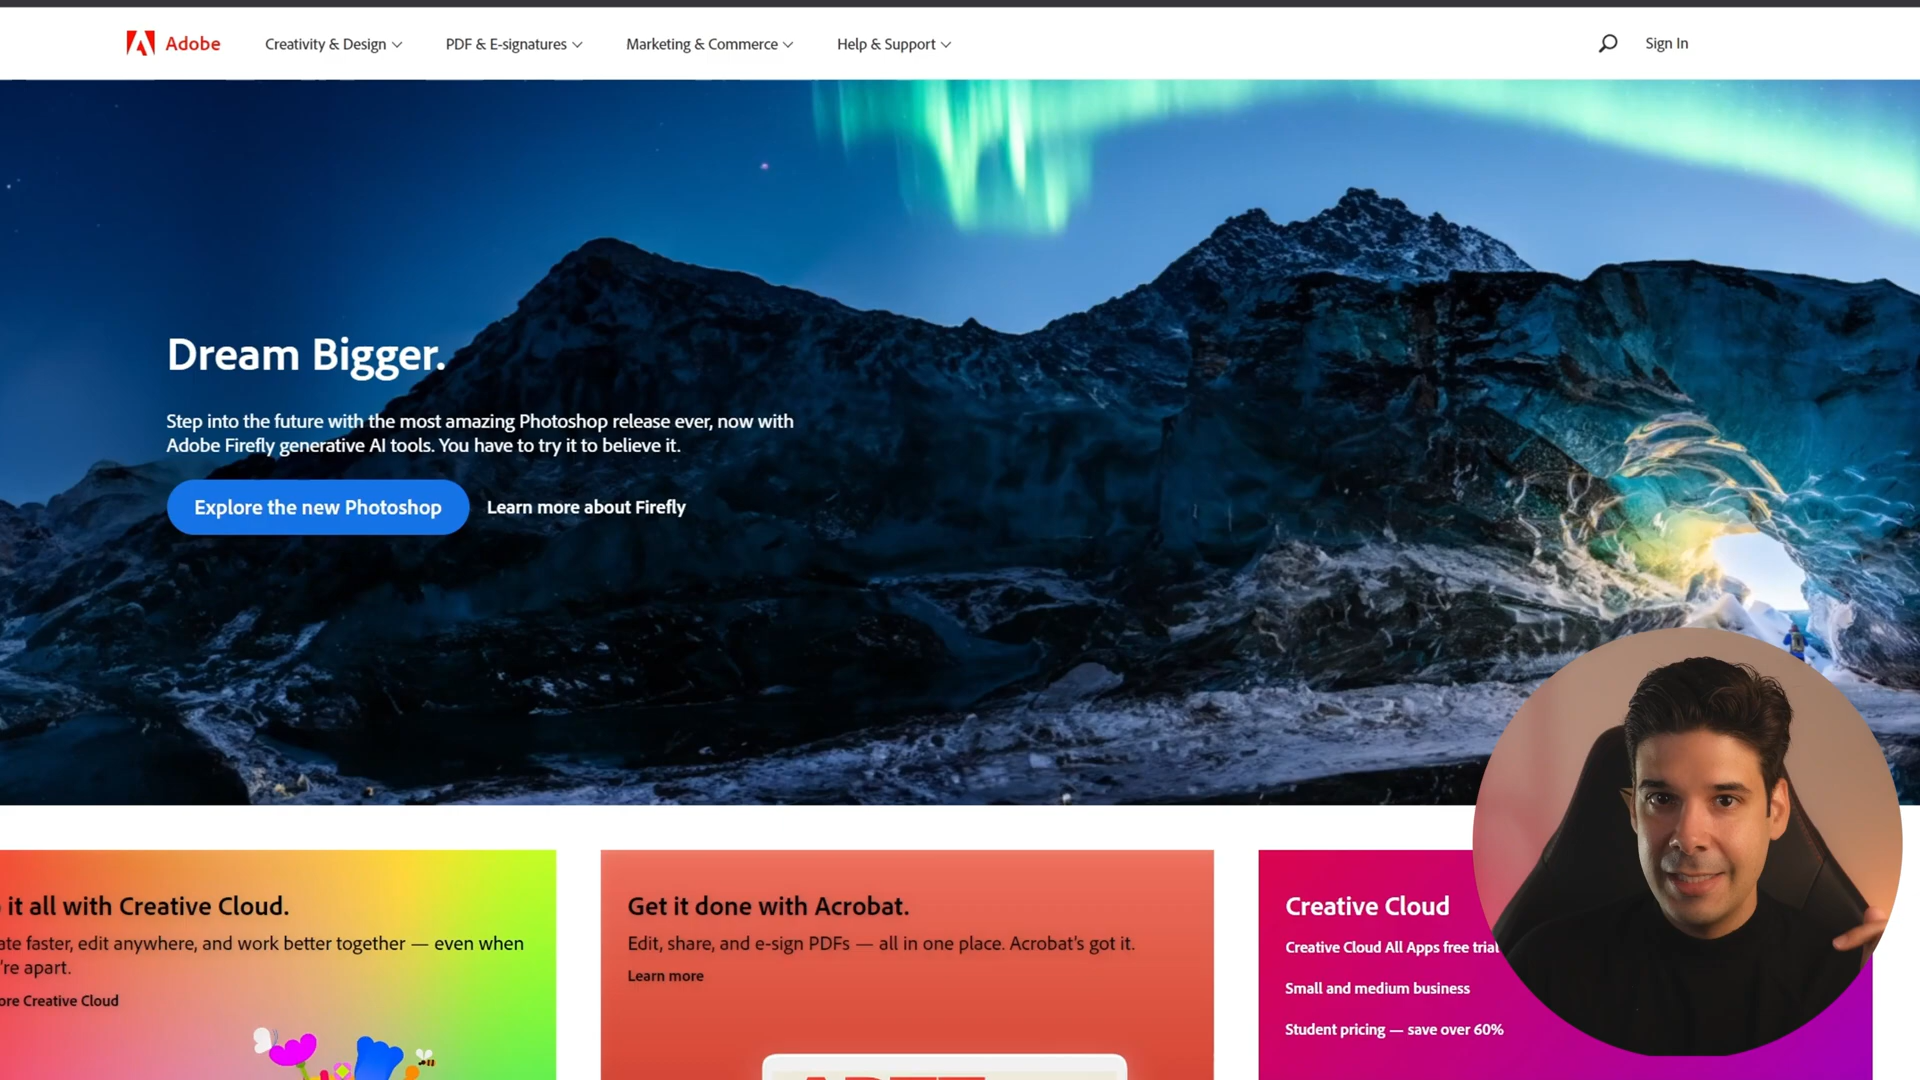 Adobe
Creativity & Design
PDF & E-signatures
Marketing & Commerce
Help & Support
Sign In
Dream Bigger.
Step into the future with the most amazing Photoshop release ever, now with
Adobe Firefly generative AI tools. You have to try it to believe it.
Explore the new Photoshop
Learn more about Firefly
it all with Creative Cloud.
ate faster, edit anywhere, and work better together — even when
're apart.
ore Creative Cloud
Get it done with Acrobat.
Edit, share, and e-sign PDFs — all in one place. Acrobat's got it.
Learn more
Creative Cloud
Creative Cloud All Apps free trial
Small and medium business
Student pricing — save over 60%